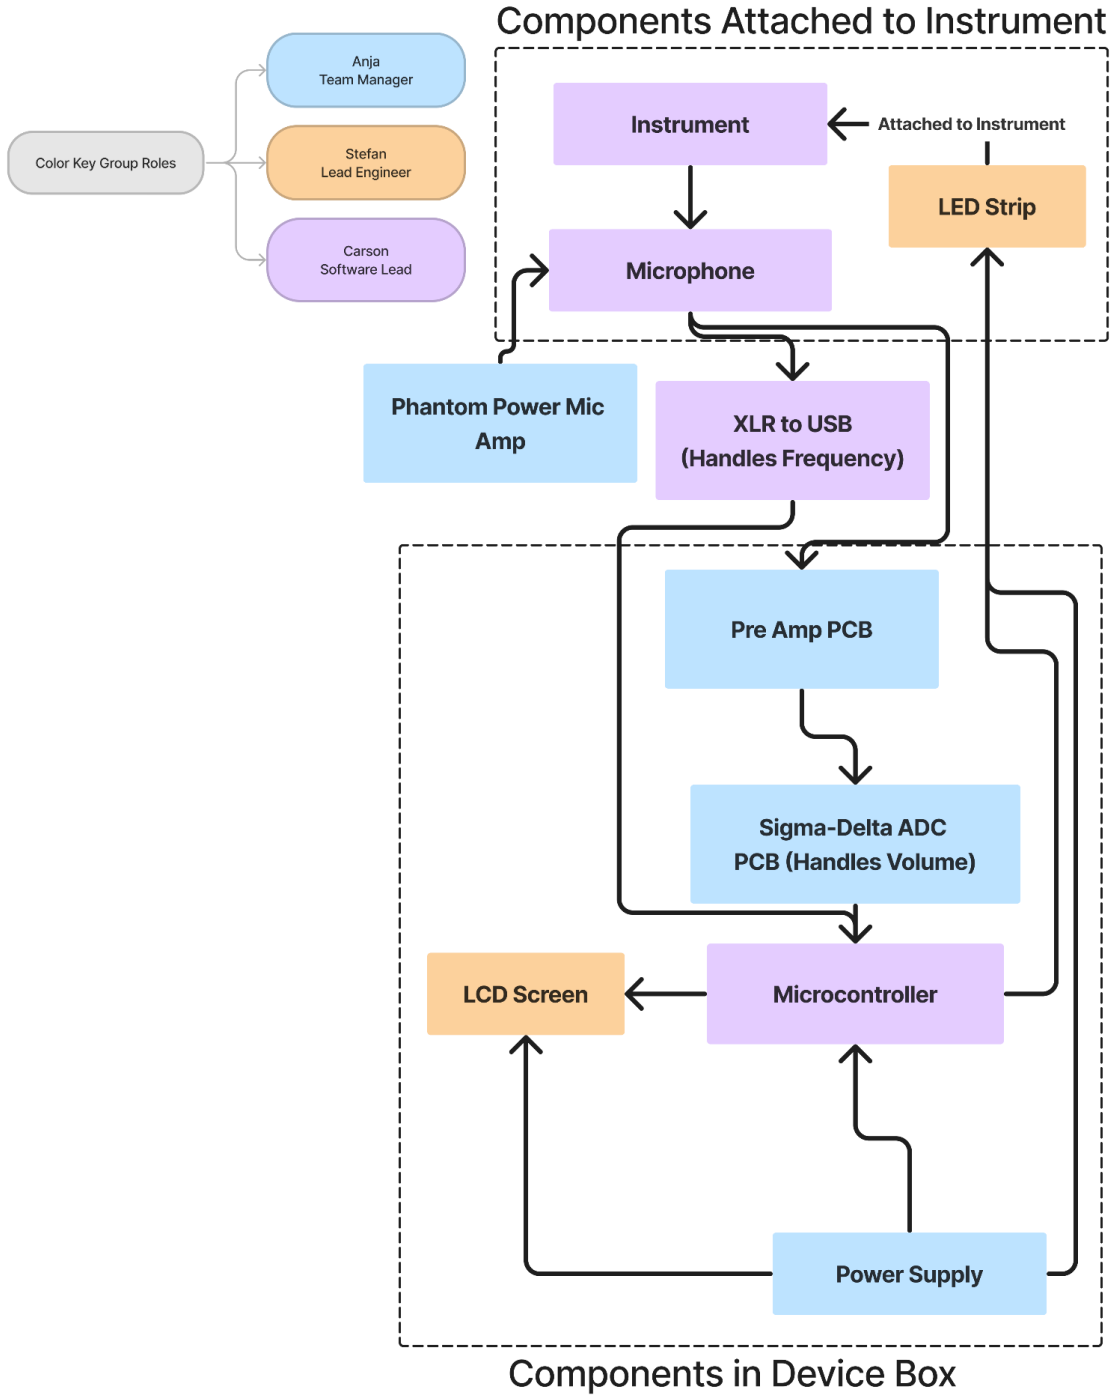 Components Attached to Instrument
Anja
Team Manager
Color Key Group Roles
Stefan
Lead Engineer
Carson
Software Lead
Instrument
Attached to Instrument
LED Strip
Microphone
Phantom Power Mic
Amp
XLR to USB
(Handles Frequency)
Pre Amp PCB
Sigma-Delta ADC
PCB (Handles Volume)
LCD Screen
Microcontroller
Power Supply
Components in Device Box